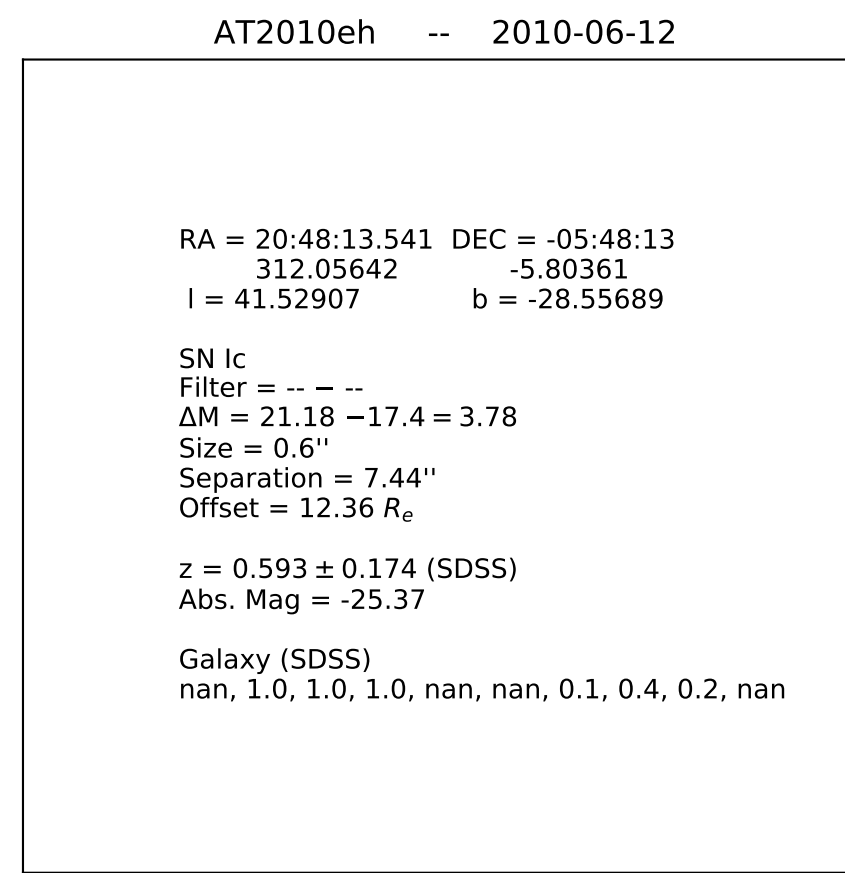 AT2010eh -- 2010-06-12
RA = 20:48:13.541 DEC = -05:48:13
312.05642 -5.80361
l = 41.52907 b = -28.55689
SN Ic
Filter = -- − --
ΔM = 21.18 −17.4 = 3.78
Size = 0.6''
Separation = 7.44''
Offset = 12.36 Rₑ
z = 0.593 ± 0.174 (SDSS)
Abs. Mag = -25.37
Galaxy (SDSS)
nan, 1.0, 1.0, 1.0, nan, nan, 0.1, 0.4, 0.2, nan